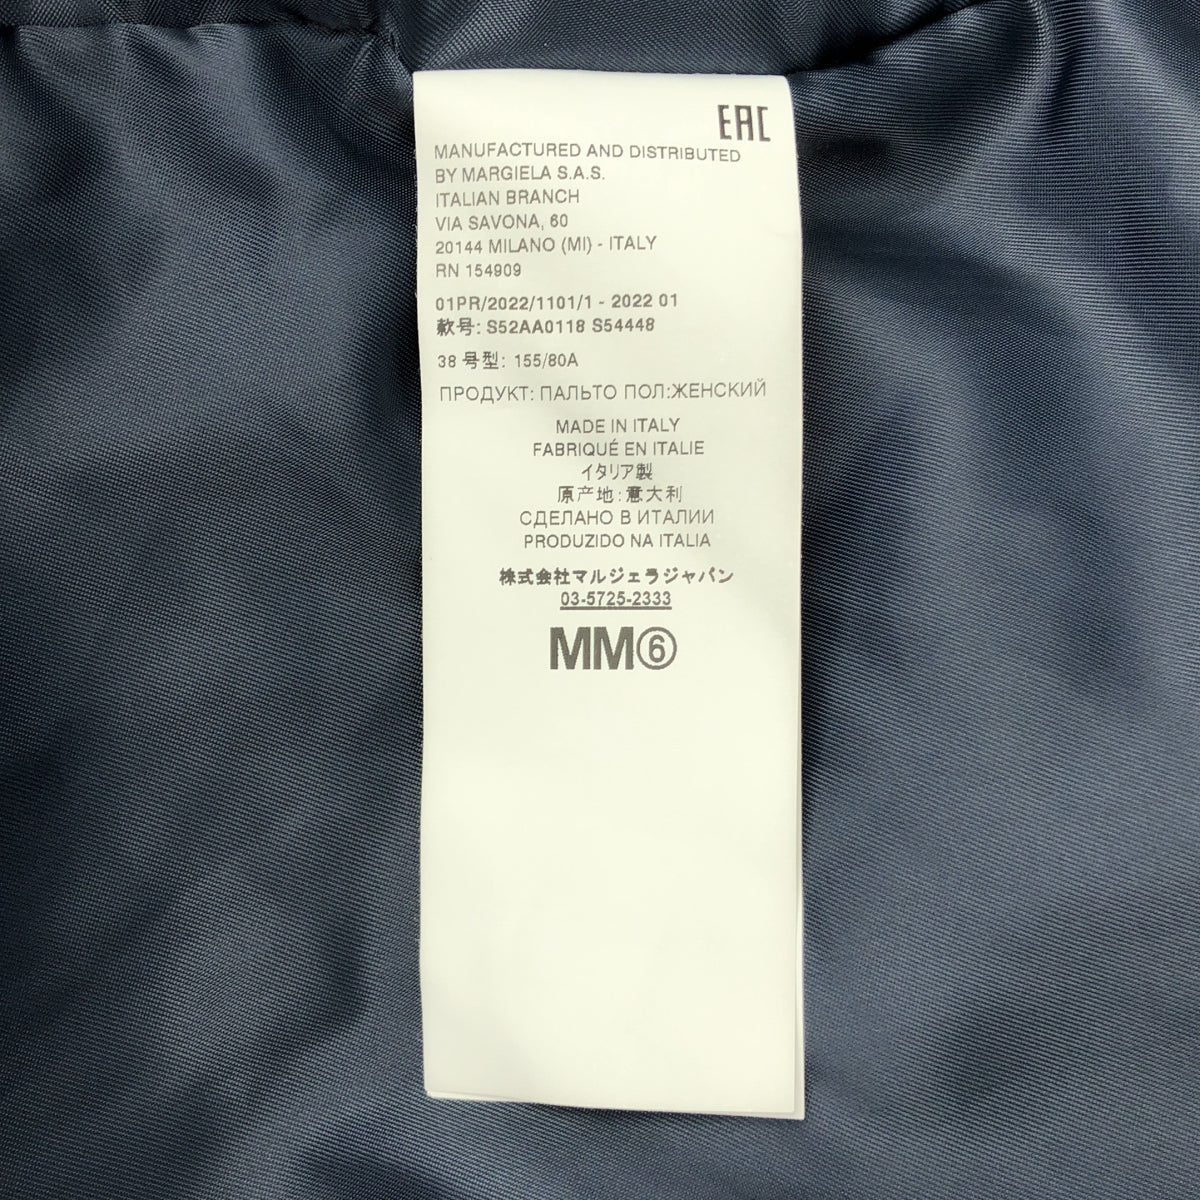 EAC
MANUFACTURED AND DISTRIBUTED
BY MARGIELA S.A.S.
ITALIAN BRANCH
VIA SAVONA, 60
20144 MILANO (MI) - ITALY
RN 154909
01PR/2022/1101/1 - 2022 01
款号: S52AA0118 S54448
38 号型: 155/80A
ПРОДУКТ: ПАЛЬТО ПОЛ:ЖЕНСКИЙ
MADE IN ITALY
FABRIQUÉ EN ITALIE
イタリア製
原产地:意大利
СДЕЛАНО В ИТАЛИИ
PRODUZIDO NA ITALIA
株式会社マルジェラジャパン
03-5725-2333
MM⑥